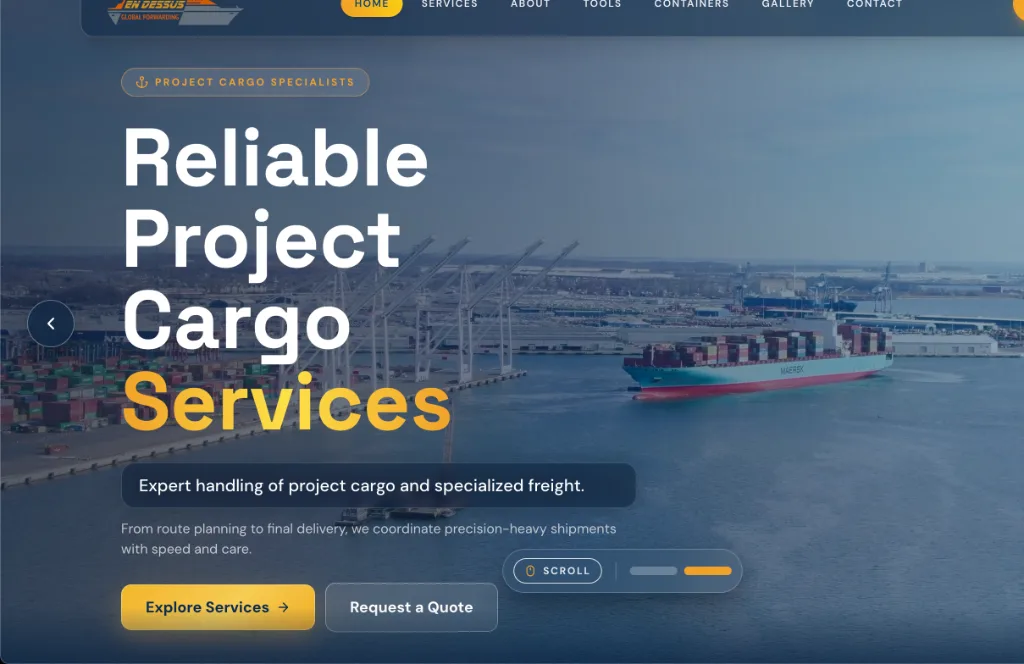 EN DESSUS
GLOBAL FORWARDING
HOME
SERVICES
ABOUT
TOOLS
CONTAINERS
GALLERY
CONTACT
PROJECT CARGO SPECIALISTS
Reliable
Project
Cargo
Services
MAERSK
Expert handling of project cargo and specialized freight.
From route planning to final delivery, we coordinate precision-heavy shipments
with speed and care.
SCROLL
Explore Services →
Request a Quote